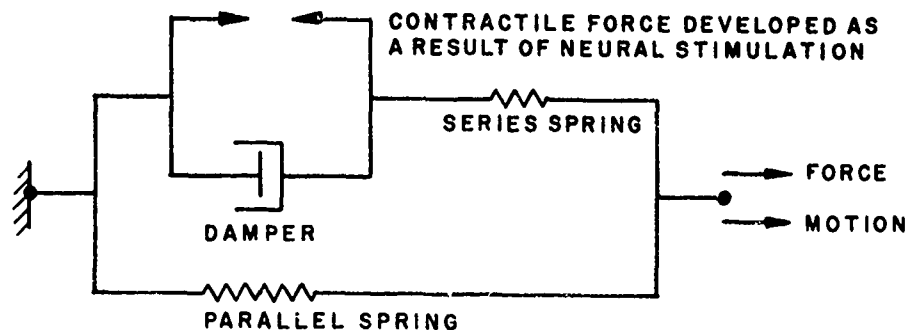 CONTRACTILE FORCE DEVELOPED AS
A RESULT OF NEURAL STIMULATION
SERIES SPRING
FORCE
MOTION
DAMPER
PARALLEL SPRING